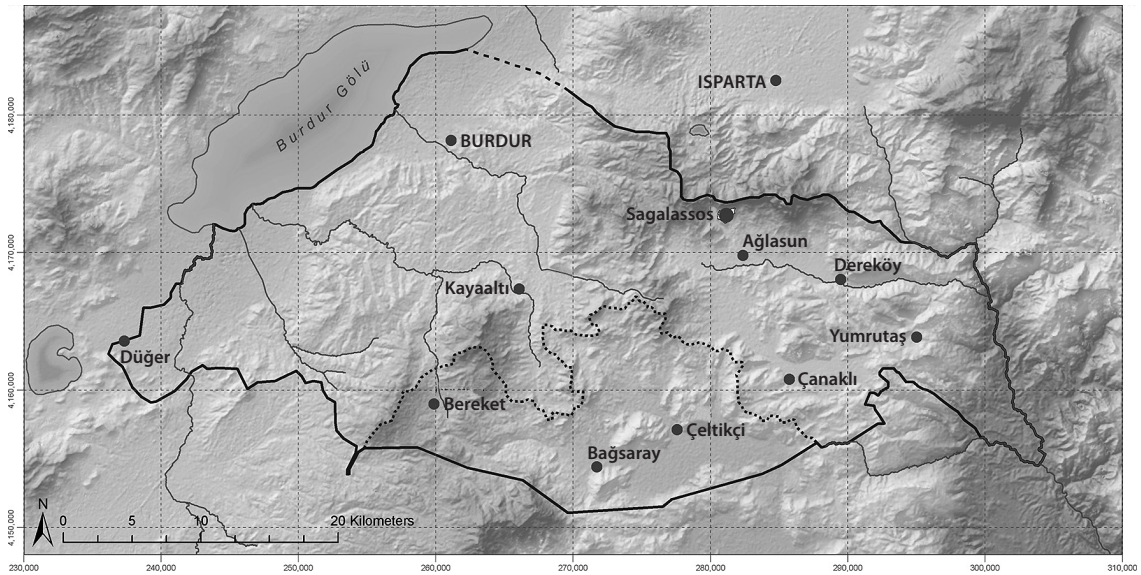 Burdur Gölü
ISPARTA
BURDUR
Sagalassos
Ağlasun
Dereköy
Kayaaltı
Yumrutaş
Düğer
Çanaklı
Bereket
Çeltikçi
Bağsaray
N
0 5 10 20 Kilometers
4,180,000
4,170,000
4,160,000
4,150,000
230,000 240,000 250,000 260,000 270,000 280,000 290,000 300,000 310,000